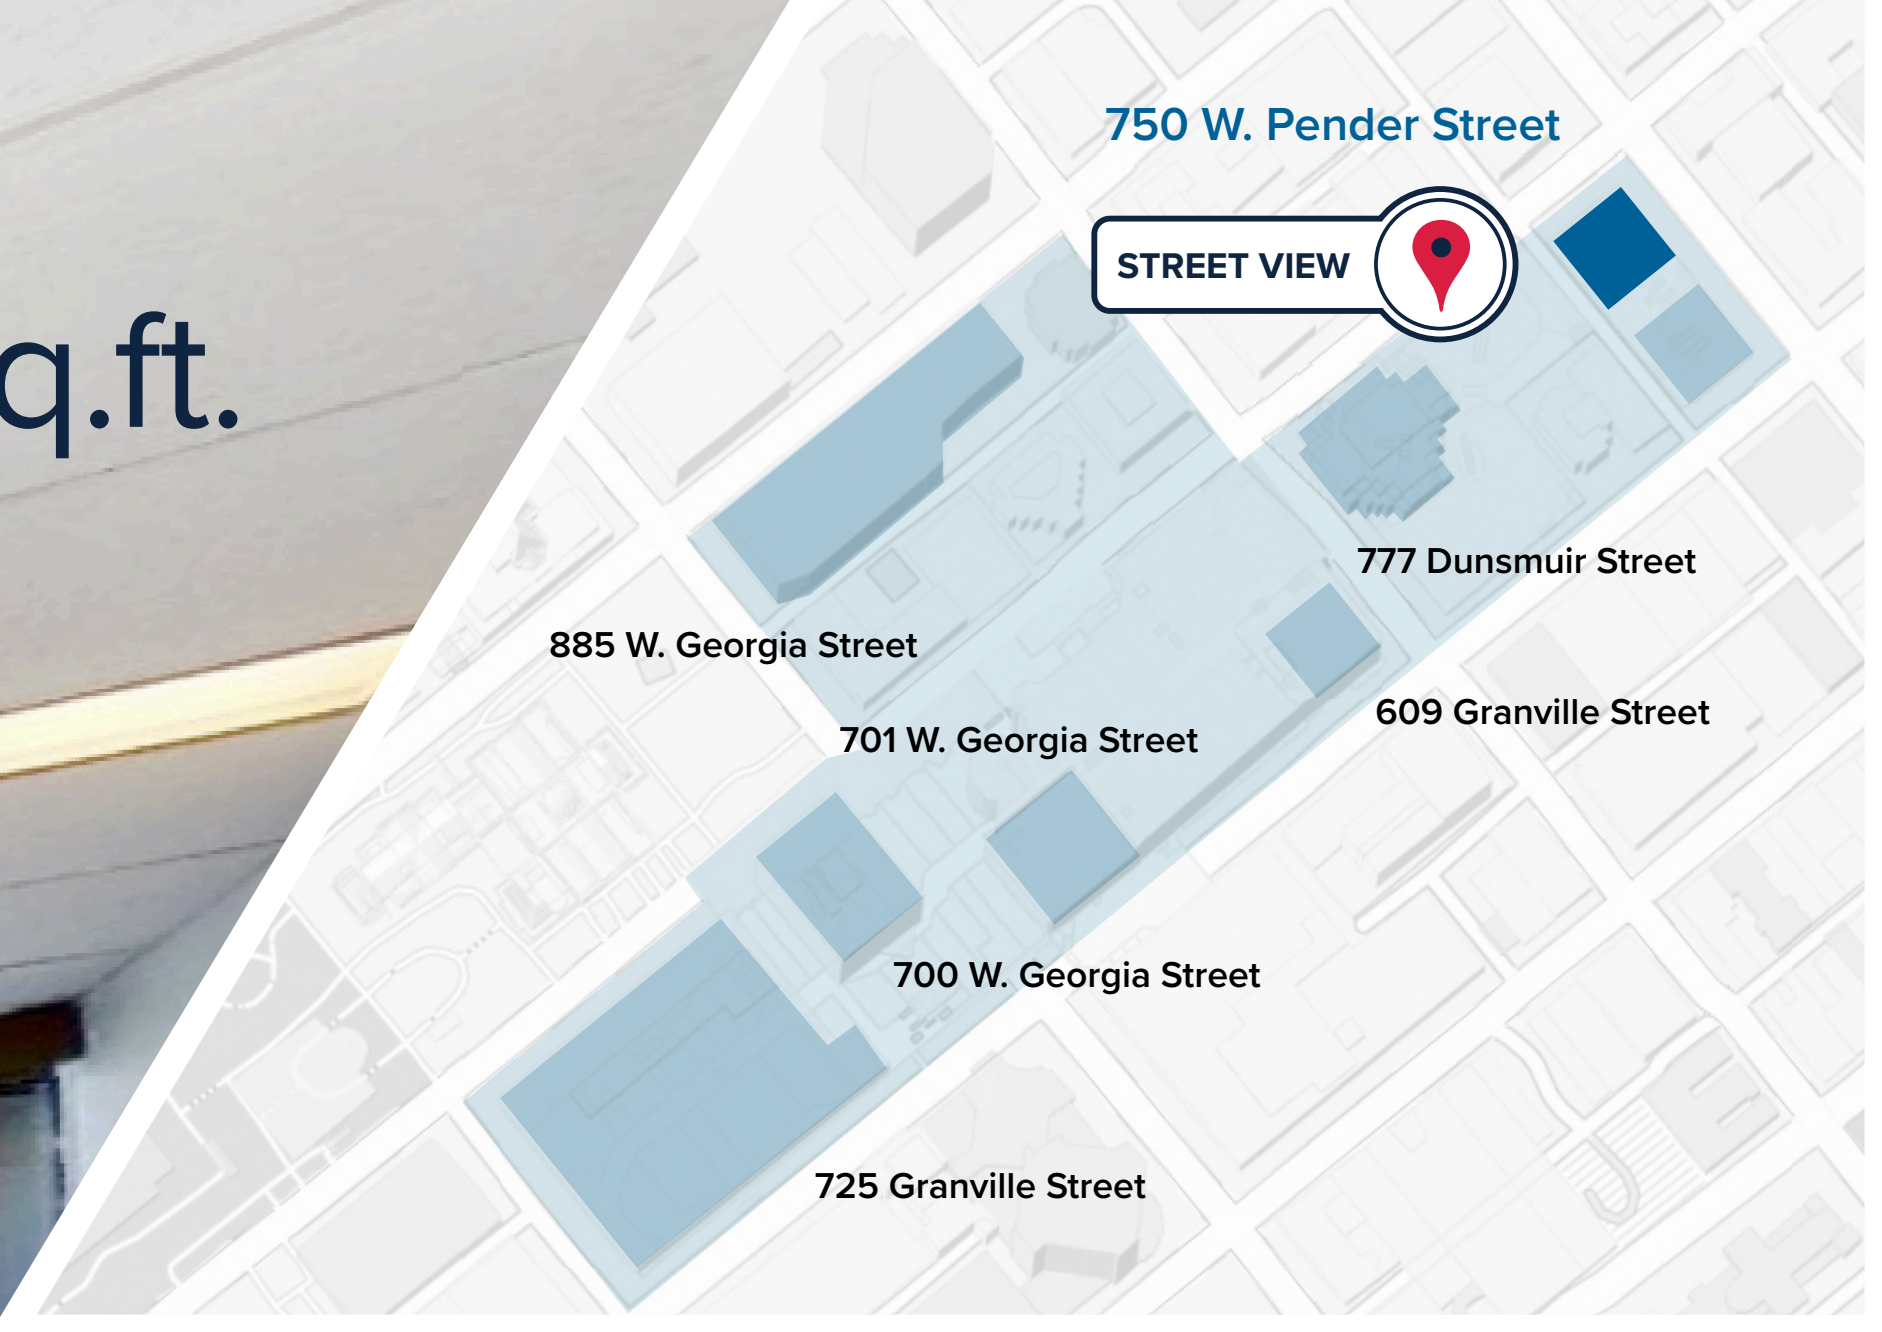 q.ft.
750 W. Pender Street
STREET VIEW
777 Dunsmuir Street
885 W. Georgia Street
609 Granville Street
701 W. Georgia Street
700 W. Georgia Street
725 Granville Street